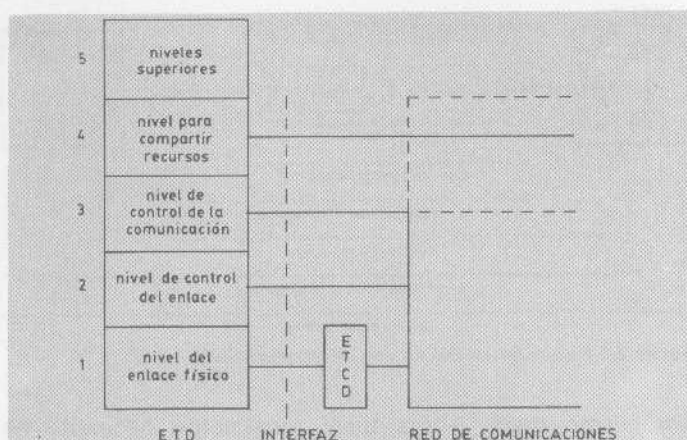 5
niveles
superiores
4
nivel para
compartir
recursos
3
nivel de
control de la
comunicación
2
nivel de control
del enlace
1
nivel del
enlace físico
E
T
C
D
E T D INTERFAZ RED DE COMUNICACIONES